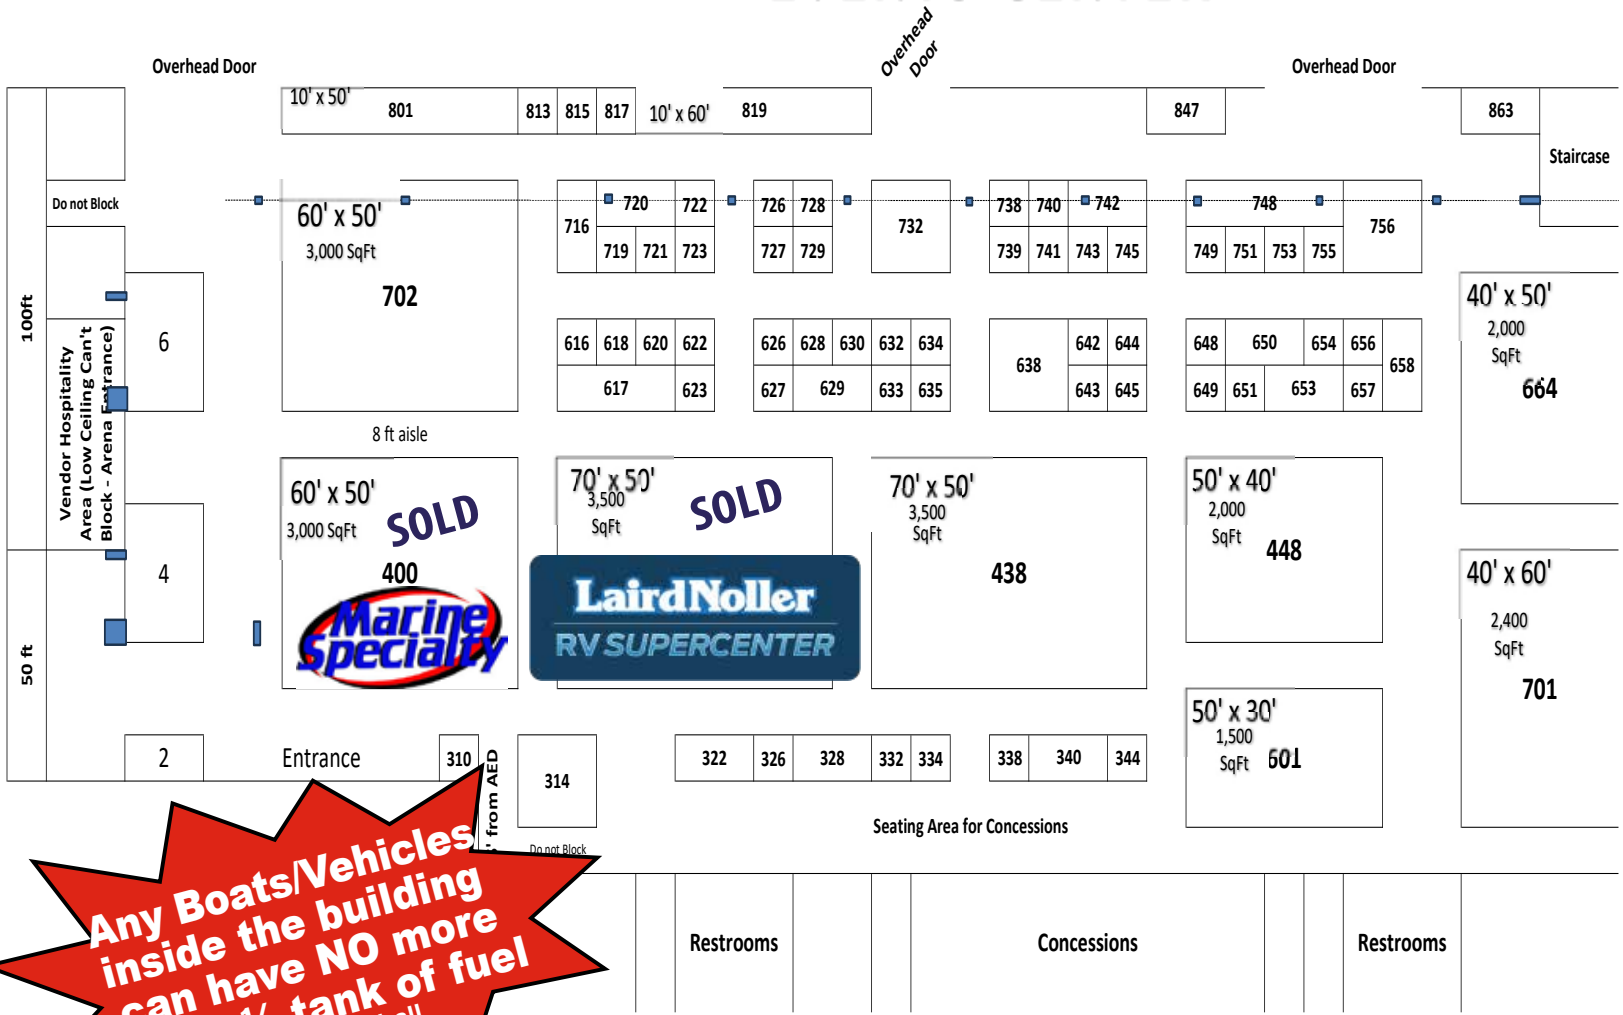 Overhead Door
Overhead
Door
Overhead Door
10' x 50'
801
813
815
817
10' x 60'
819
847
863
Staircase
Do not Block
60' x 50'
3,000 SqFt
702
716
720
722
719
721
723
726
728
727
729
732
738
740
742
739
741
743
745
748
749
751
753
755
756
100ft
Vendor Hospitality
Area (Low Ceiling Can't
Block - Arena Entrance)
6
616
618
620
622
617
623
626
628
630
632
634
627
629
633
635
638
642
644
643
645
648
650
654
656
658
649
651
653
657
40' x 50'
2,000
SqFt
664
8 ft aisle
60' x 50'
3,000 SqFt
SOLD
400
Marine
Specialty
70' x 50'
3,500
SqFt
SOLD
LairdNoller
RV SUPERCENTER
70' x 50'
3,500
SqFt
438
50' x 40'
2,000
SqFt
448
40' x 60'
2,400
SqFt
701
4
50 ft
2
Entrance
310
' from AED
314
Do not Block
322
326
328
332
334
338
340
344
50' x 30'
1,500
SqFt
601
Seating Area for Concessions
Any Boats/Vehicles
inside the building
can have NO more
tank of fuel
Restrooms
Concessions
Restrooms